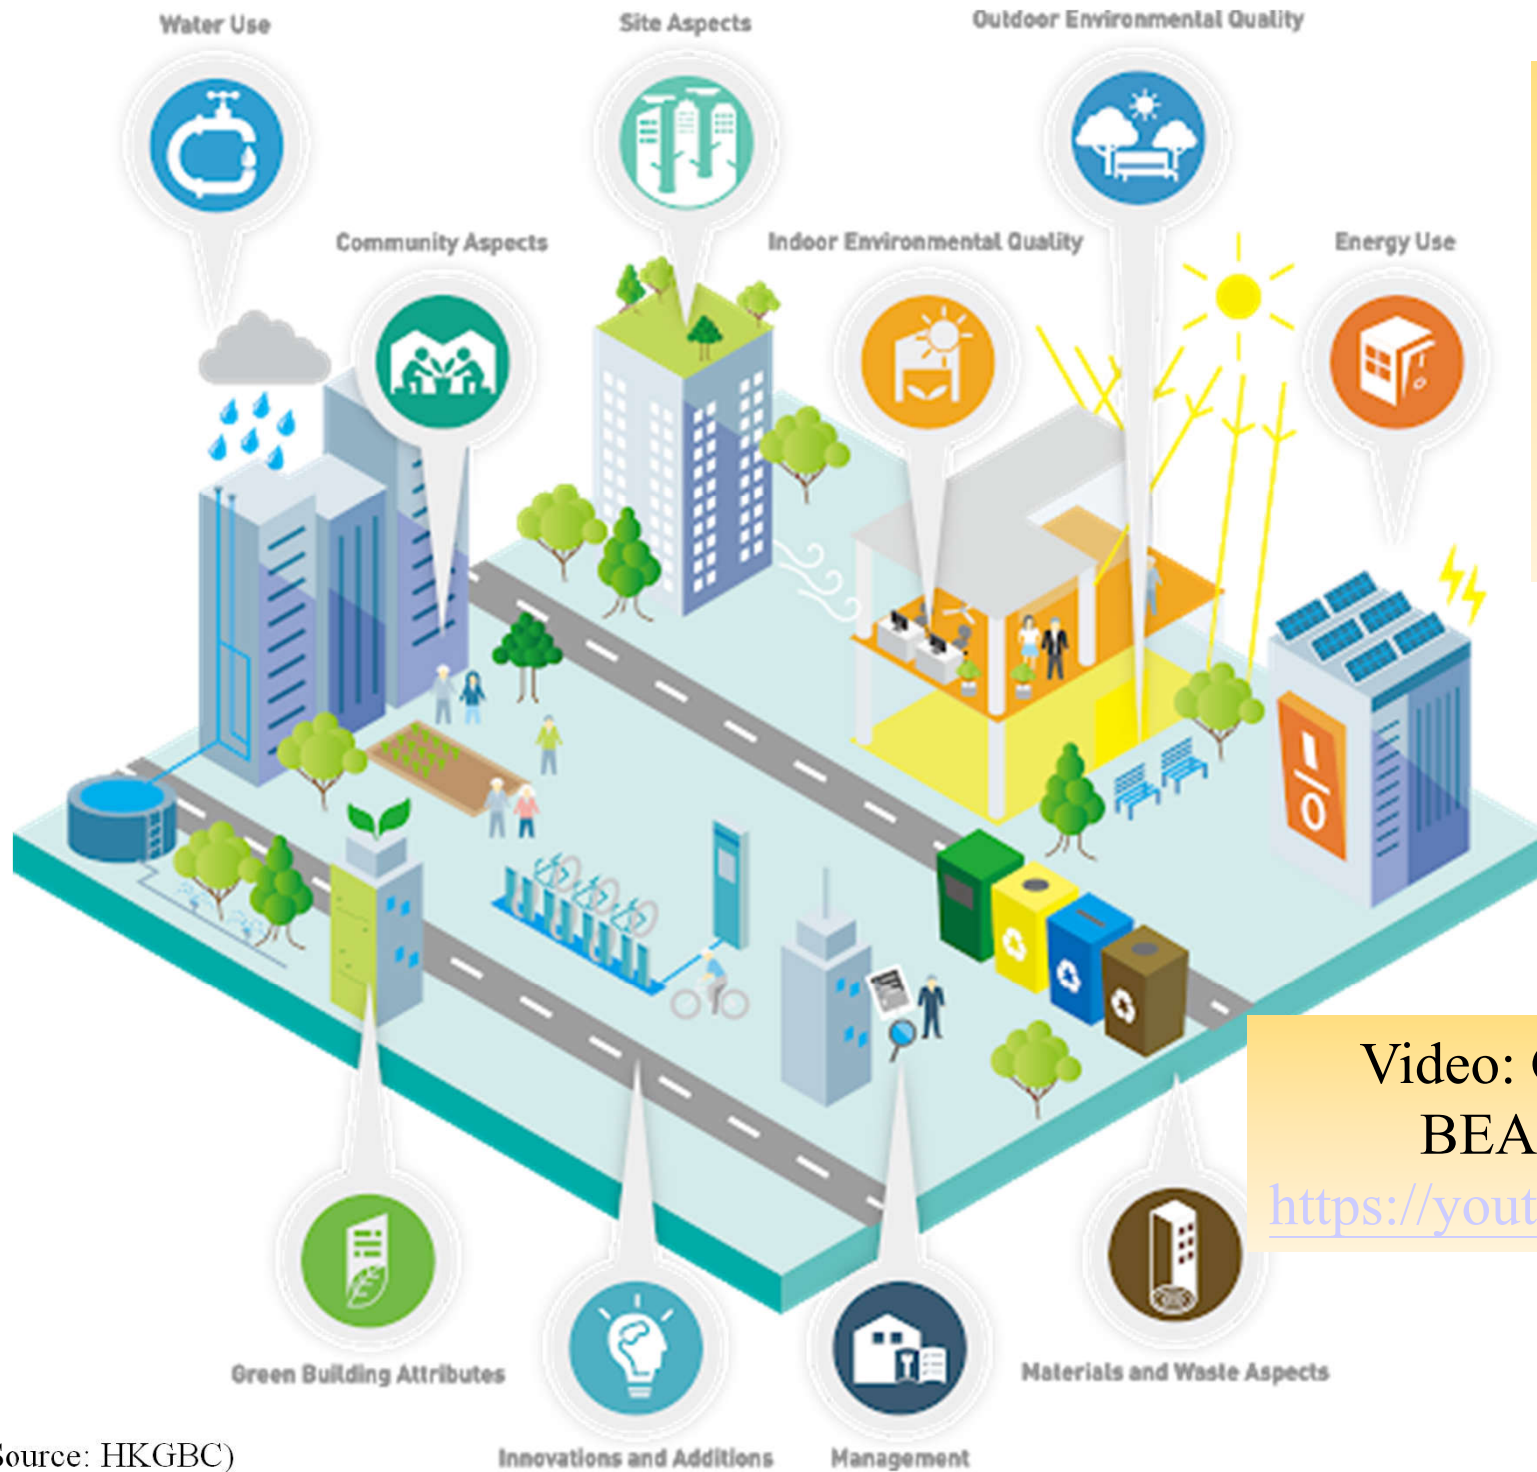 Water Use
Site Aspects
Outdoor Environmental Quality
Community Aspects
Indoor Environmental Quality
Energy Use
Video:
BEA
https://yout
Green Building Attributes
Materials and Waste Aspects
Innovations and Additions
Management
Source: HKGBC)